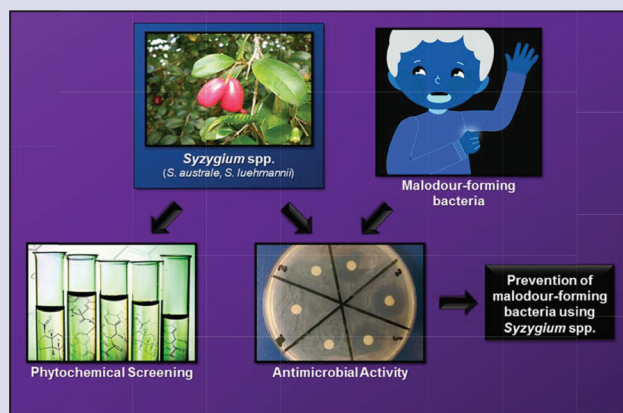 Syzygium spp.
(S. australe, S. luehmannii)
Malodour-forming
bacteria
Phytochemical Screening
Antimicrobial Activity
Prevention of
malodour-forming
bacteria using
Syzygium spp.